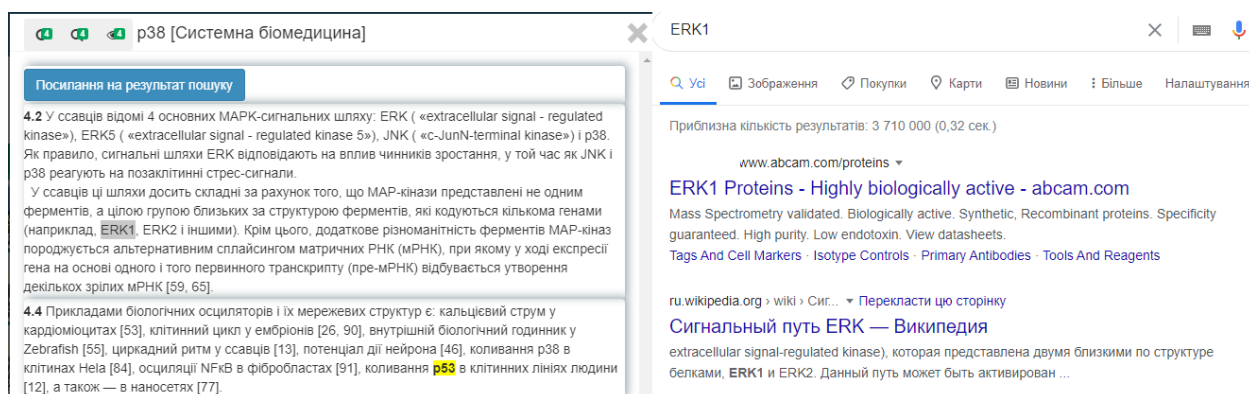 p38 [Системна біомедицина]
Посилання на результат пошуку
4.2 У ссавців відомі 4 основних МАРК-сигнальних шляху: ERK ( «extracellular signal - regulated
kinase»), ERK5 ( «extracellular signal - regulated kinase 5»), JNK ( «c-JunN-terminal kinase») і p38.
Як правило, сигнальні шляхи ERK відповідають на вплив чинників зростання, у той час як JNK і
p38 реагують на позаклітинні стрес-сигнали.
У ссавців ці шляхи досить складні за рахунок того, що МАР-кінази представлені не одним
ферментів, а цілою групою близьких за структурою ферментів, які кодуються кількома генами
(наприклад, ERK1, ERK2 і іншими). Крім цього, додаткове різноманітність ферментів МАР-кіназ
породжується альтернативним сплайсингом матричних РНК (мРНК), при якому у ході експресії
гена на основі одного і того первинного транскрипту (пре-мРНК) відбувається утворення
декількох зрілих мРНК [59, 65].
4.4 Прикладами біологічних осциляторів і їх мережевих структур є: кальцієвий струм у
кардіоміоцитах [53], клітинний цикл у ембріонів [26, 90], внутрішній біологічний годинник у
Zebrafish [55], циркадний ритм у ссавців [13], потенціал дії нейрона [46], коливання p38 в
клітинах Hela [84], осциляції NFκB в фібробластах [91], коливання p53 в клітинних лініях людини
[12], а також — в наносетях [77].
ERK1
Усі Зображення Покупки Карти Новини Більше Налаштування
Приблизна кількість результатів: 3 710 000 (0,32 сек.)
www.abcam.com/proteins
ERK1 Proteins - Highly biologically active - abcam.com
Mass Spectrometry validated. Biologically active. Synthetic, Recombinant proteins. Specificity
guaranteed. High purity. Low endotoxin. View datasheets.
Tags And Cell Markers · Isotype Controls · Primary Antibodies · Tools And Reagents
ru.wikipedia.org › wiki › Сиг... Перекласти цю сторінку
Сигнальный путь ERK — Википедия
extracellular signal-regulated kinase), которая представлена двумя близкими по структуре
белками, ERK1 и ERK2. Данный путь может быть активирован ...